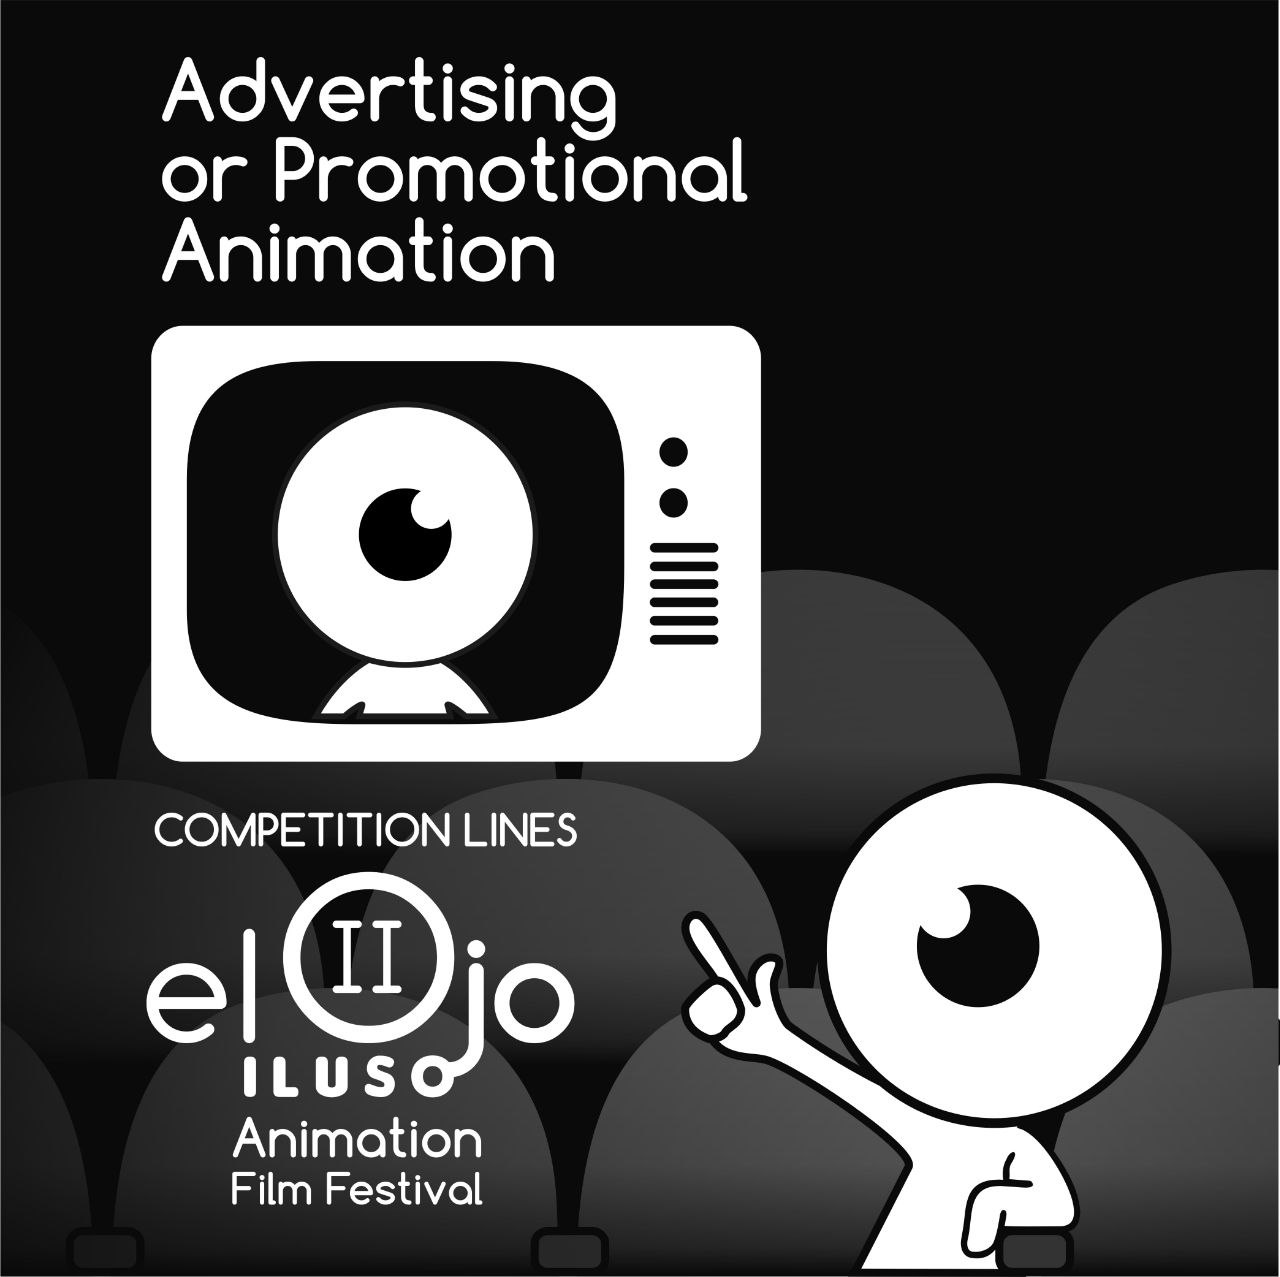 Advertising
or Promotional
Animation
COMPETITION LINES
el Ojo
II
ILUSO
Animation
Film Festival